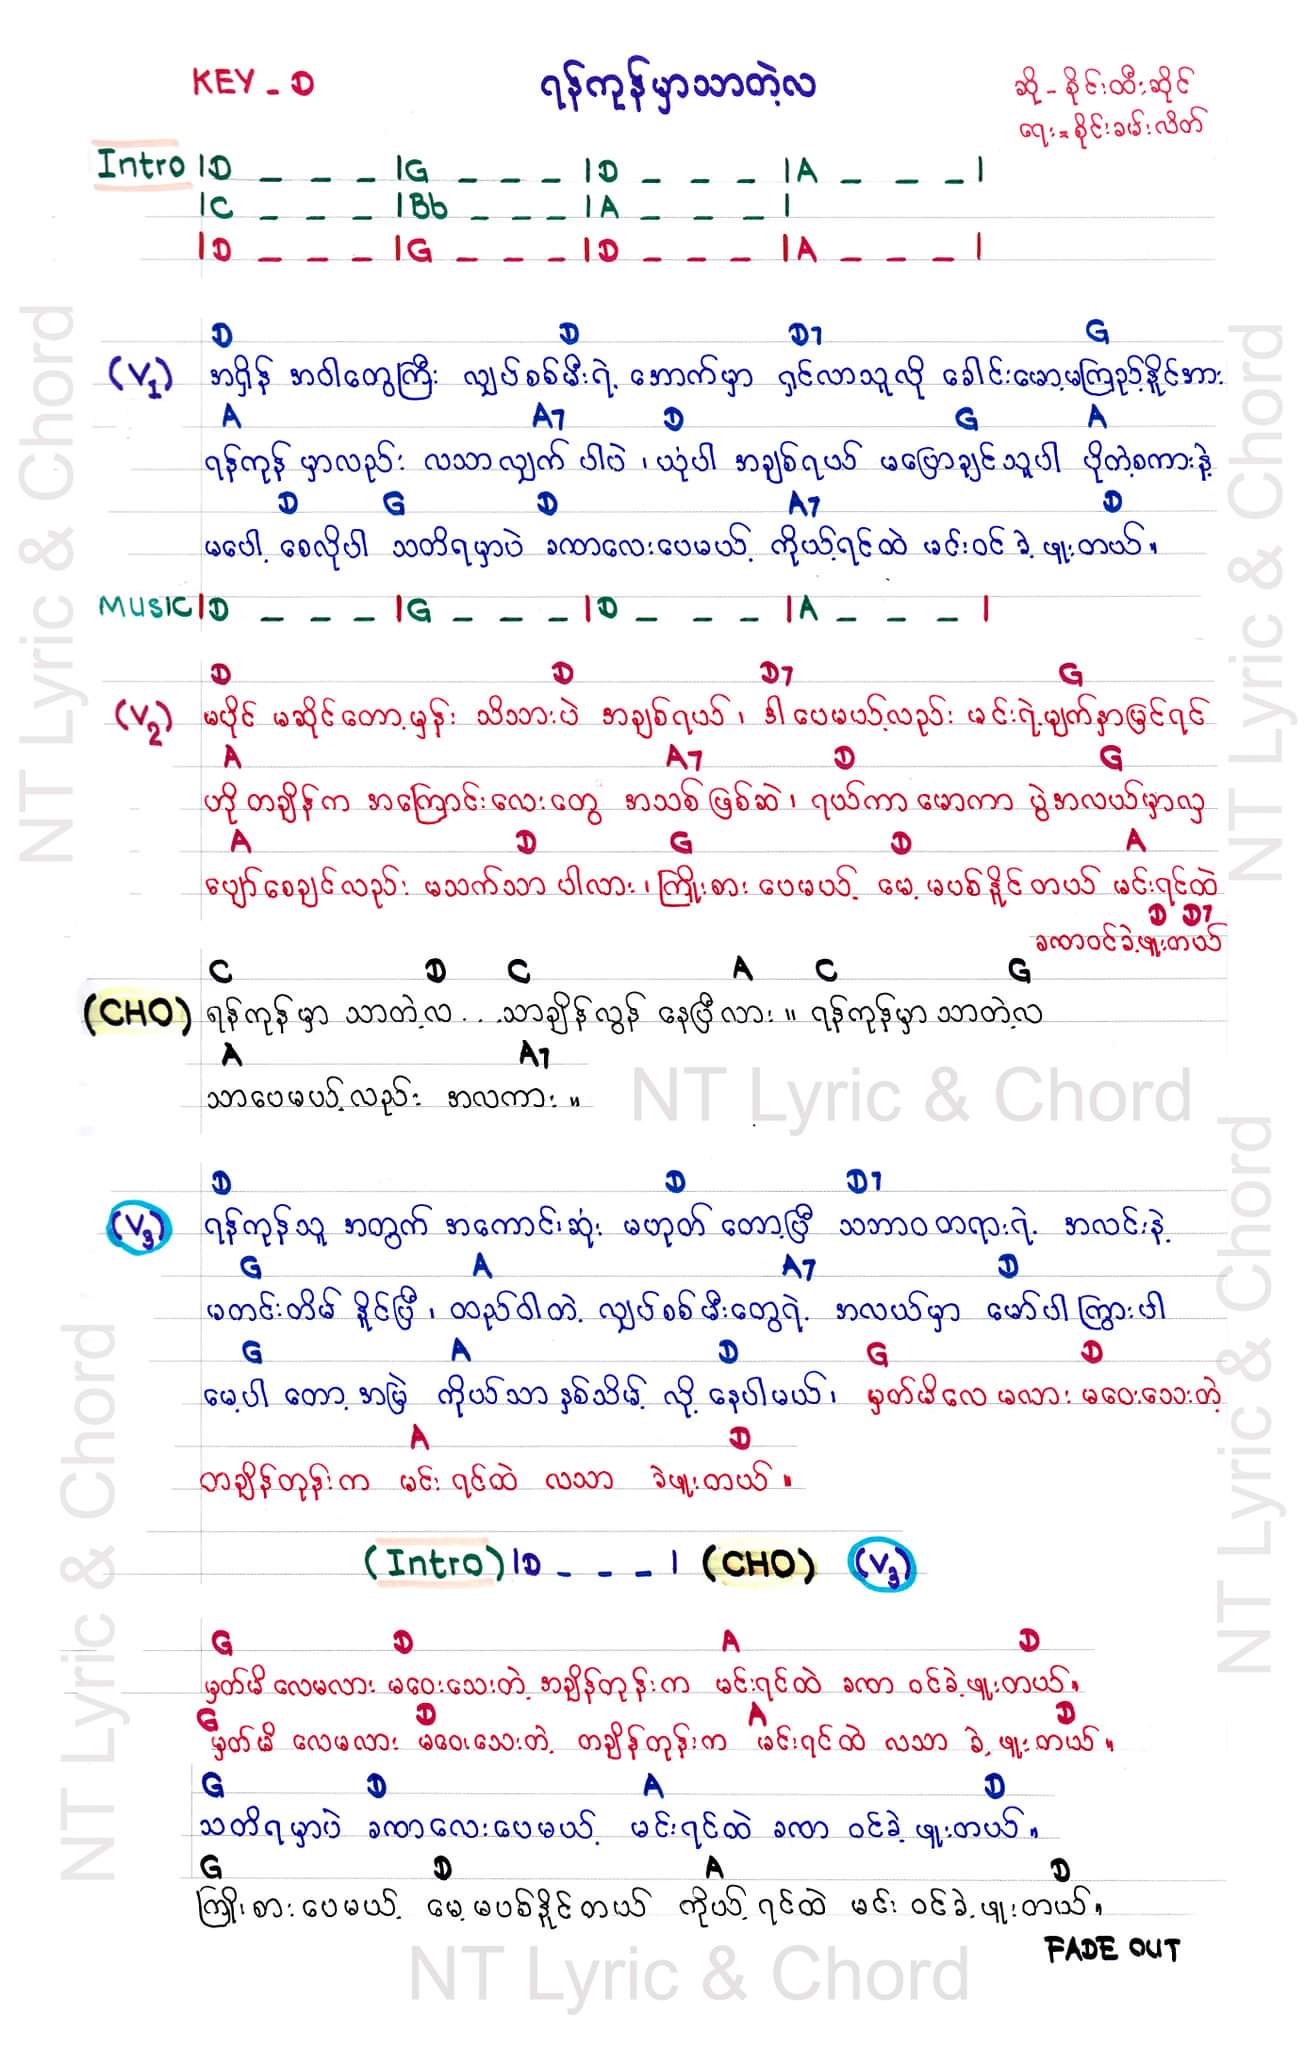 KEY - D
ရန်ကုန်မှာသာတဲ့လ
ဆို - စိုင်းထီးဆိုင်
ရေး = စိုင်းခမ်းလိတ်
Intro |D _ _ _ |G _ _ _ |D _ _ _ |A _ _ _ |
|C _ _ _ |Bb _ _ _ |A _ _ _ |
|D _ _ _ |G _ _ _ |D _ _ _ |A _ _ _ |
D D D7 G
(V1) အရှိန် အဝါတွေကြီး လျှပ်စစ်မီးရဲ့ အောက်မှာ ရှင်လာသူလို ခေါင်းမော့မကြည့်နိူင်အား
A A7 D G A
ရန်ကုန် မှာလည်း လသာလျှက် ပါပဲ ၊ ယုံပါ အချစ်ရယ် မပြောချင်သူပါ ပိုတဲ့စကားနဲ့
D G D A7 D
မပေါ့ စေလိုပါ သတိရမှာပဲ ခဏလေးပေမယ့် ကိုယ့်ရင်ထဲ မင်းဝင် ခဲ့ ဖူးတယ် ။
MUSIC |D _ _ _ |G _ _ _ |D _ _ _ |A _ _ _ |
D D D7 G
(V2) မပိုင် မဆိုင်တော့မှန်း သိသားပဲ အချစ်ရယ် ၊ ဒါပေမယ့်လည်း မင်းရဲ့မျက်နှာမြင်ရင်
A A7 D G
ဟို တချိန်က အကြောင်းလေးတွေ အသစ်ဖြစ်ဆဲ ၊ ရယ်ကာ မောကာ ပွဲအလယ်မှာလှ
A D G D A
ပျော်စေချင်လည်း မသက်သာ ပါလား ၊ ကြိုးစား ပေမယ့် မေ့ မပစ်နိူင်တယ် မင်းရင်ထဲ
D D7
ခဏဝင်ခဲ့ဖူးတယ်
C D C A C G
(CHO) ရန်ကုန်မှာ သာတဲ့လ ... သာချိန်လွန် နေပြီလား ။ ရန်ကုန်မှာသာတဲ့လ
A A7
သာပေမယ့်လည်း အလကား ။
D D D7
(V3) ရန်ကုန်သူ အတွက် အကောင်းဆုံး မဟုတ် တော့ပြီ သဘာဝတရားရဲ့ အလင်းနဲ့
G A A7 D
မတင်းတိမ် နိူင်ပြီ ၊ ထည်ဝါတဲ့ လျှပ်စစ်မီးတွေရဲ့ အလယ်မှာ မော်ပါ ကြွားပါ
G A D G D
မေ့ပါ တော့ အမြဲ ကိုယ်သာ နှစ်သိမ့် လို့ နေပါမယ် ၊ မှတ်မိလေ မလား မဝေးသေးတဲ့
A D
တချိန်တုန်းက မင်း ရင်ထဲ လသာ ခဲဖူးတယ် ။
(Intro) |D _ _ _ | (CHO) (V3)
G D A D
မှတ်မိ လေမလား မဝေးသေးတဲ့ အချိန်တုန်းက မင်းရင်ထဲ ခဏ ဝင်ခဲ့ဖူးတယ် ။
G D A D
မှတ်မိ လေမလား မဝေးသေးတဲ့ တချိန်တုန်းက မင်းရင်ထဲ လသာ ခဲ့ ဖူးတယ် ။
G D A D
သတိရမှာပဲ ခဏလေးပေမယ့် မင်းရင်ထဲ ခဏ ဝင်ခဲ့ ဖူးတယ် ။
G D A D
ကြိုးစားပေမယ့် မေ့မပစ်နိူင်တယ် ကိုယ့် ရင်ထဲ မင်း ဝင်ခဲ့ ဖူးတယ် ။
FADE OUT
NT Lyric & Chord
NT Lyric & Chord
NT Lyric & Chord
NT Lyric & Chord
NT Lyric & Chord
NT Lyric & Chord